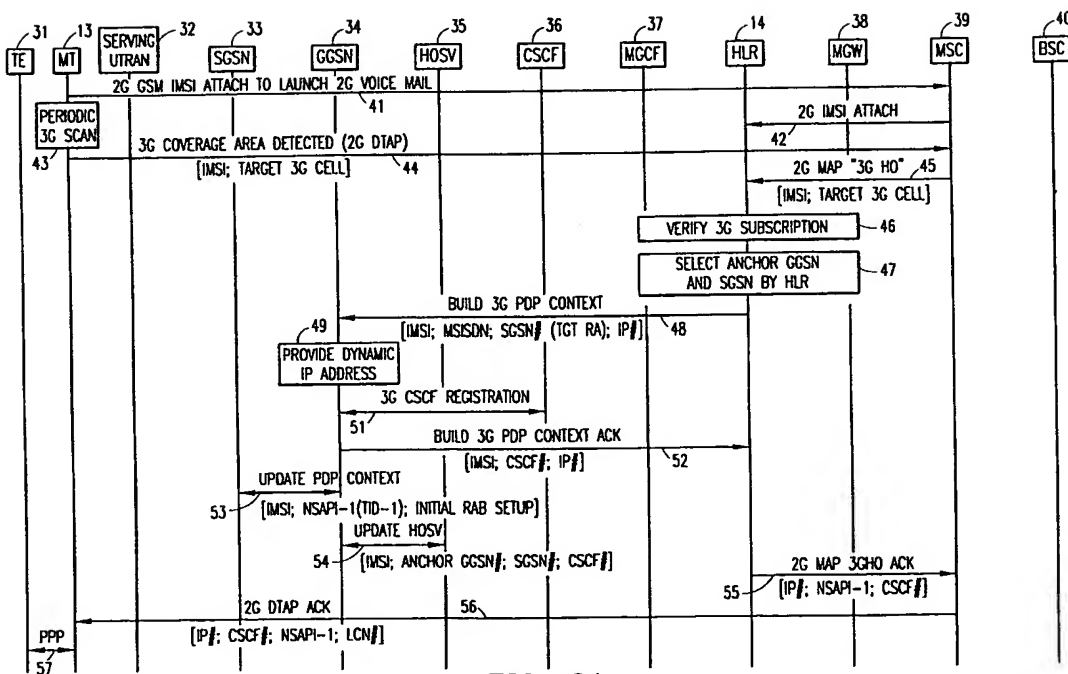 31 13 32 33 34 35 36 37 14 38 39 40
TE MT SERVING UTRAN SGSN GGSN HOSV CSCF MGCF HLR MGW MSC BSC
2G GSM IMSI ATTACH TO LAUNCH 2G VOICE MAIL
41
PERIODIC
3G SCAN
43
2G IMSI ATTACH
42
3G COVERAGE AREA DETECTED (2G DTAP)
44
[IMSI; TARGET 3G CELL]
2G MAP "3G HO"
45
[IMSI; TARGET 3G CELL]
VERIFY 3G SUBSCRIPTION
46
SELECT ANCHOR GGSN
AND SGSN BY HLR
47
BUILD 3G PDP CONTEXT
48
[IMSI; MSISDN; SGSN# (TGT RA); IP#]
49
PROVIDE DYNAMIC
IP ADDRESS
3G CSCF REGISTRATION
51
BUILD 3G PDP CONTEXT ACK
52
[IMSI; CSCF#; IP#]
UPDATE PDP CONTEXT
53
[IMSI; NSAPI-1(TID-1); INITIAL RAB SETUP]
UPDATE HOSV
54
[IMSI; ANCHOR GGSN#; SGSN#; CSCF#]
2G MAP 3GHO ACK
55
[IP#; NSAPI-1; CSCF#]
2G DTAP ACK
56
[IP#; CSCF#; NSAPI-1; LCN#]
PPP
57